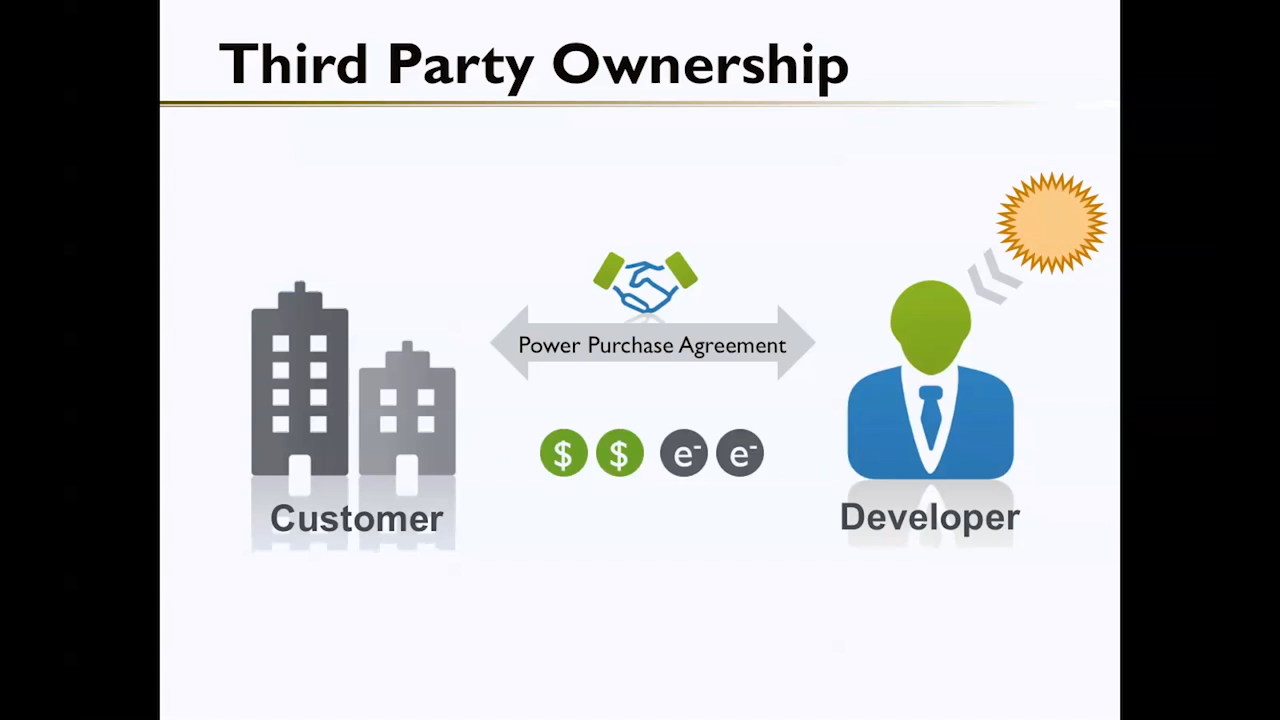 Third Party Ownership
Power Purchase Agreement
$ $ e- e-
Customer
Developer